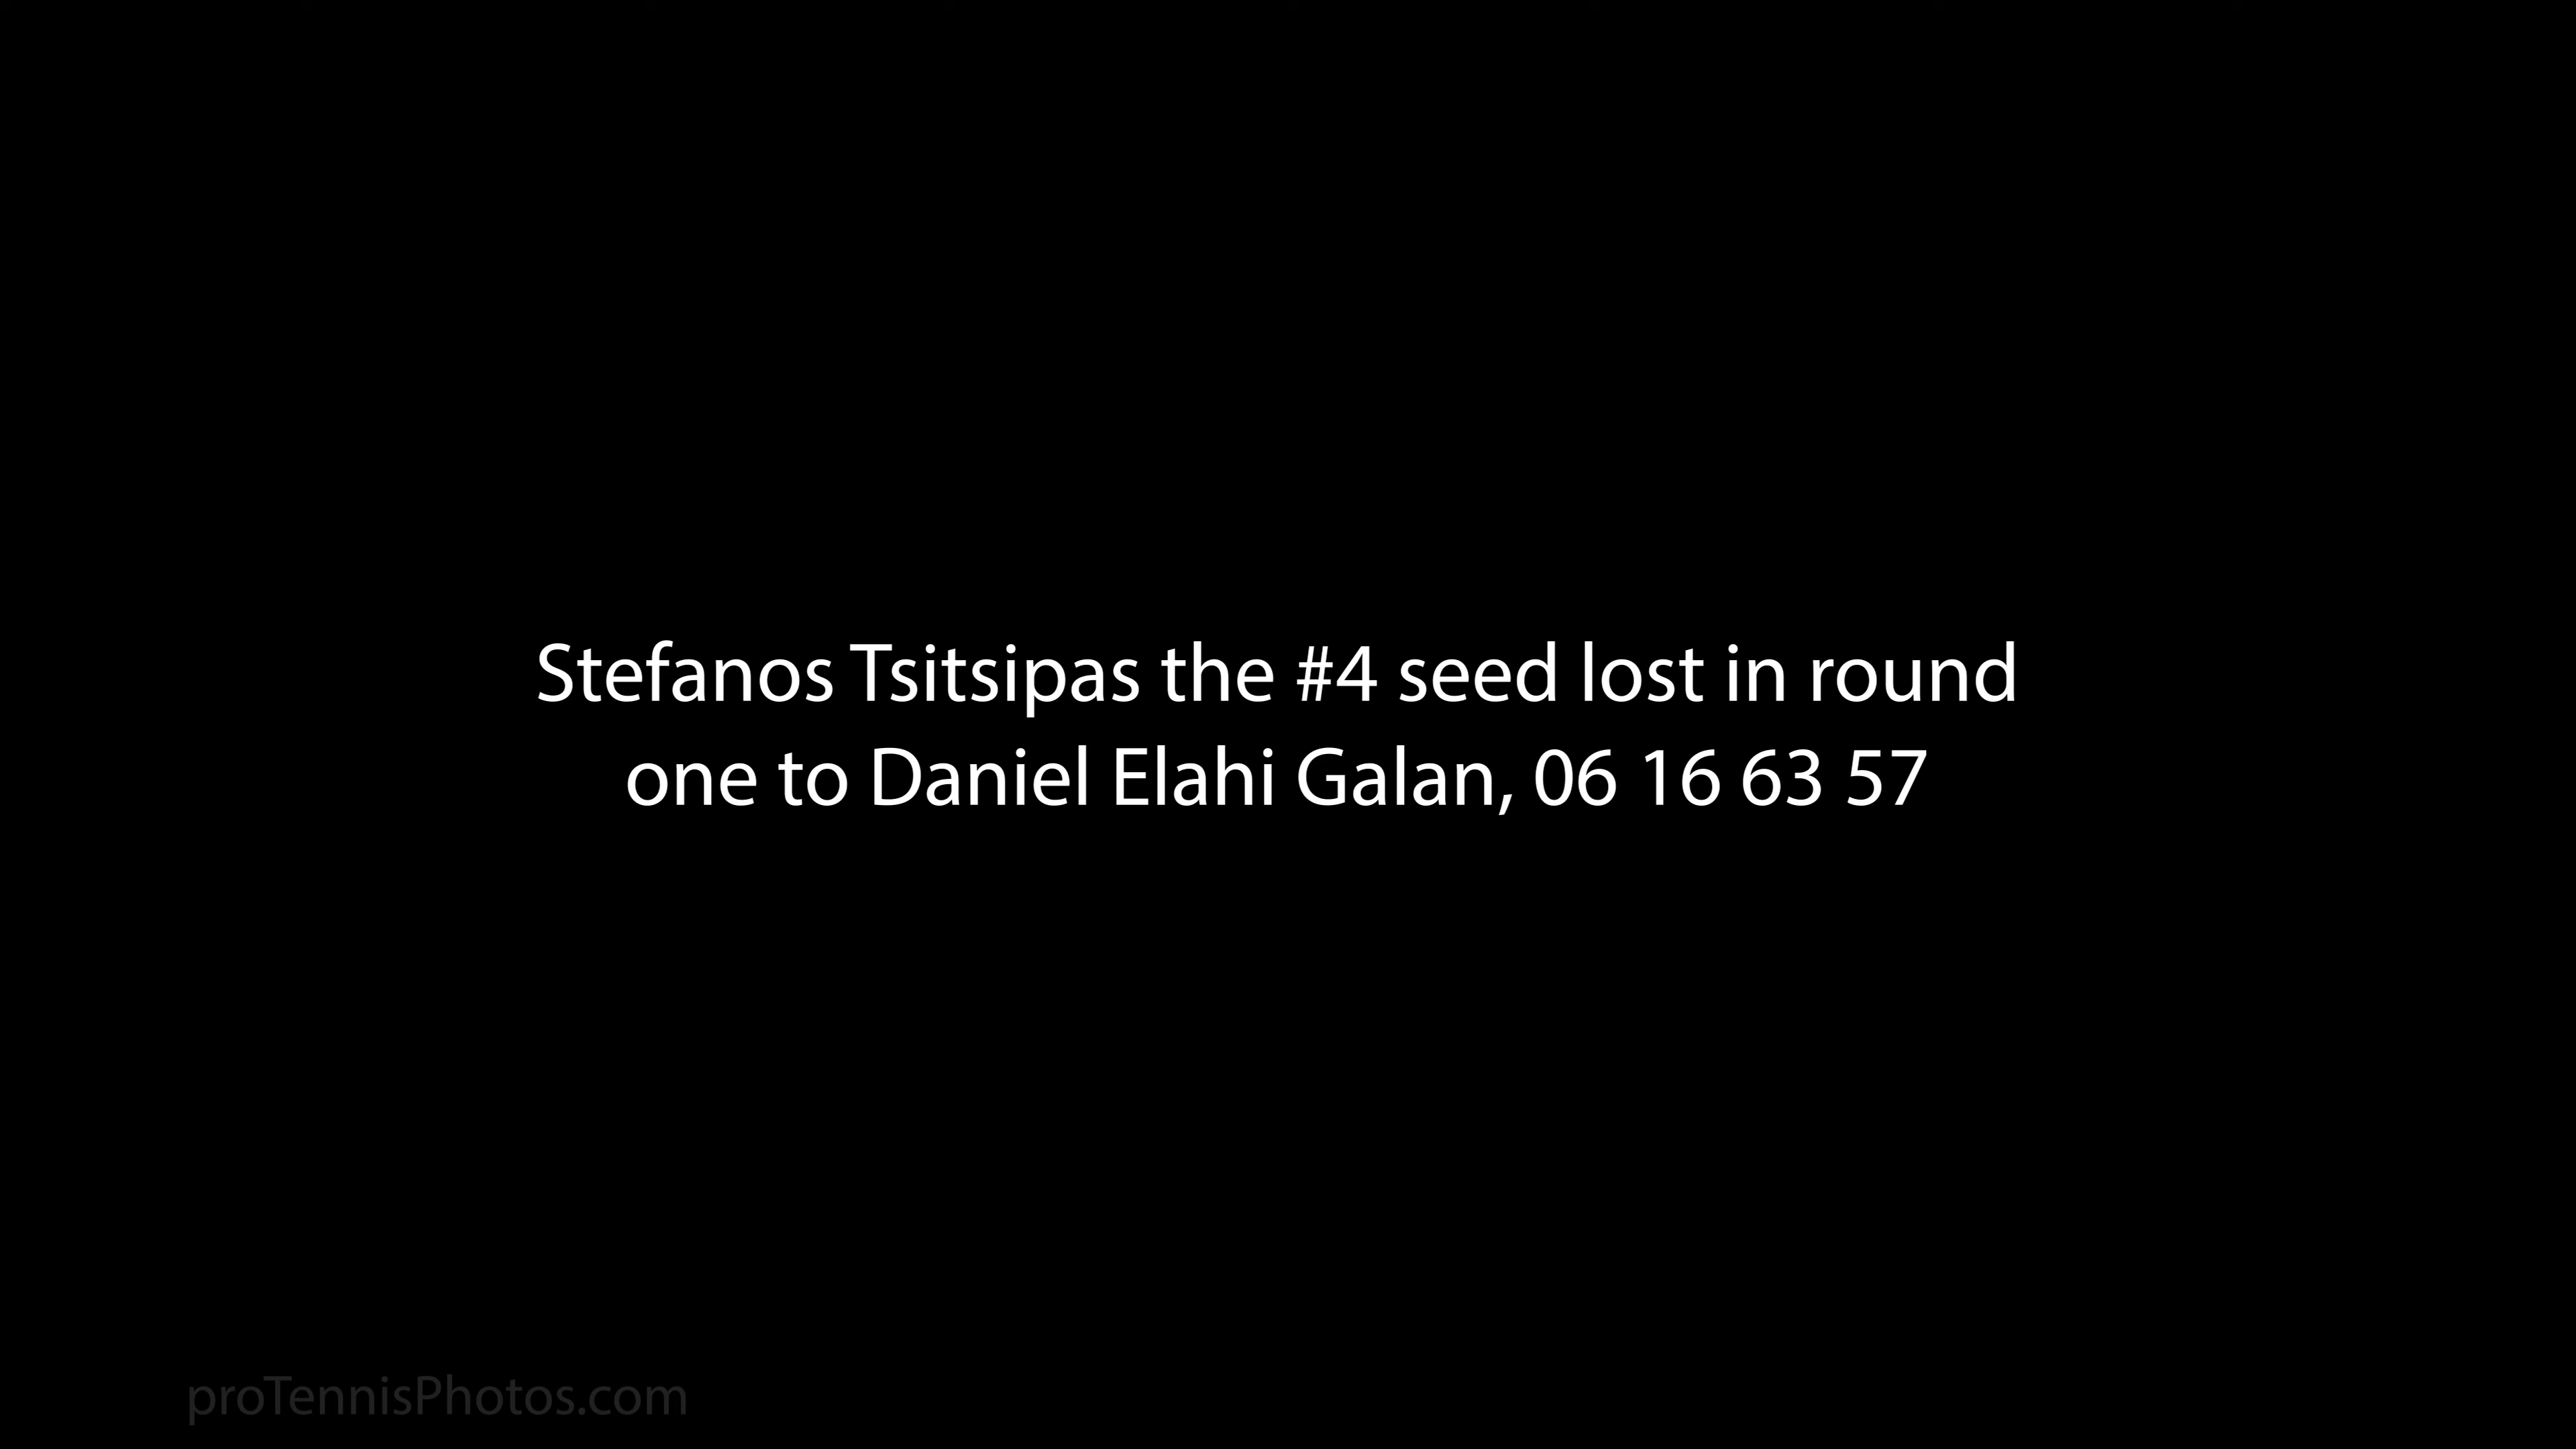 Stefanos Tsitsipas the #4 seed lost in round
one to Daniel Elahi Galan, 06 16 63 57
proTennisPhotos.com